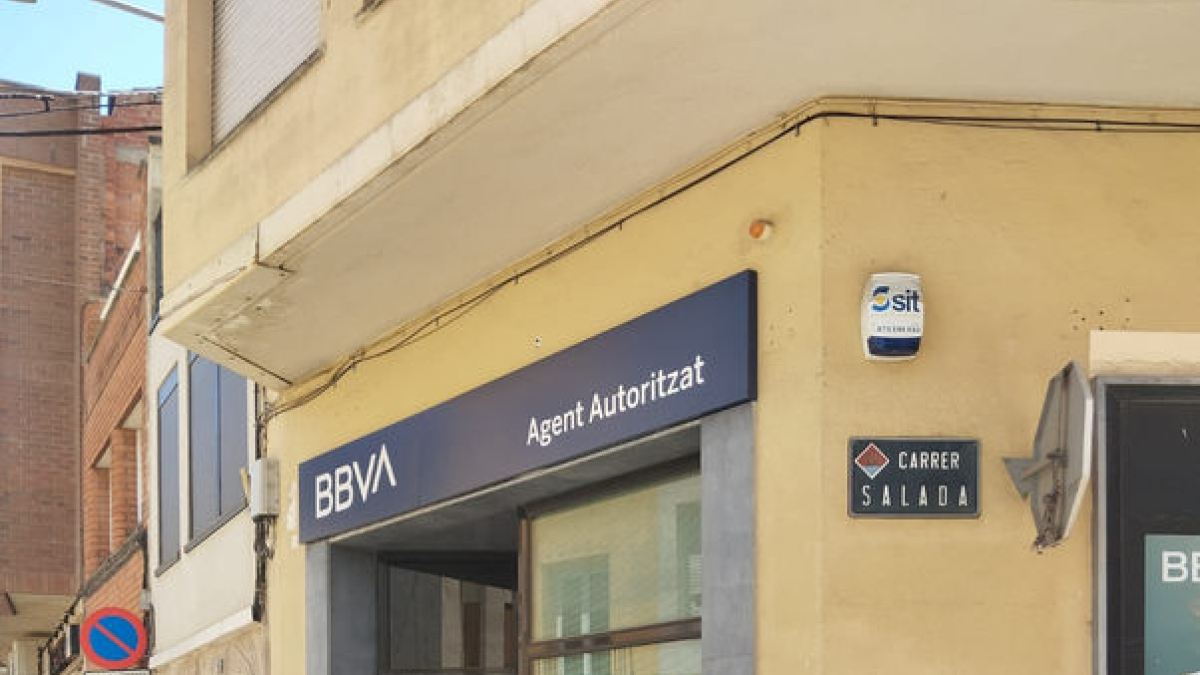 BBVA Agent Autoritzat
sit
CARRER
SALADA
BB